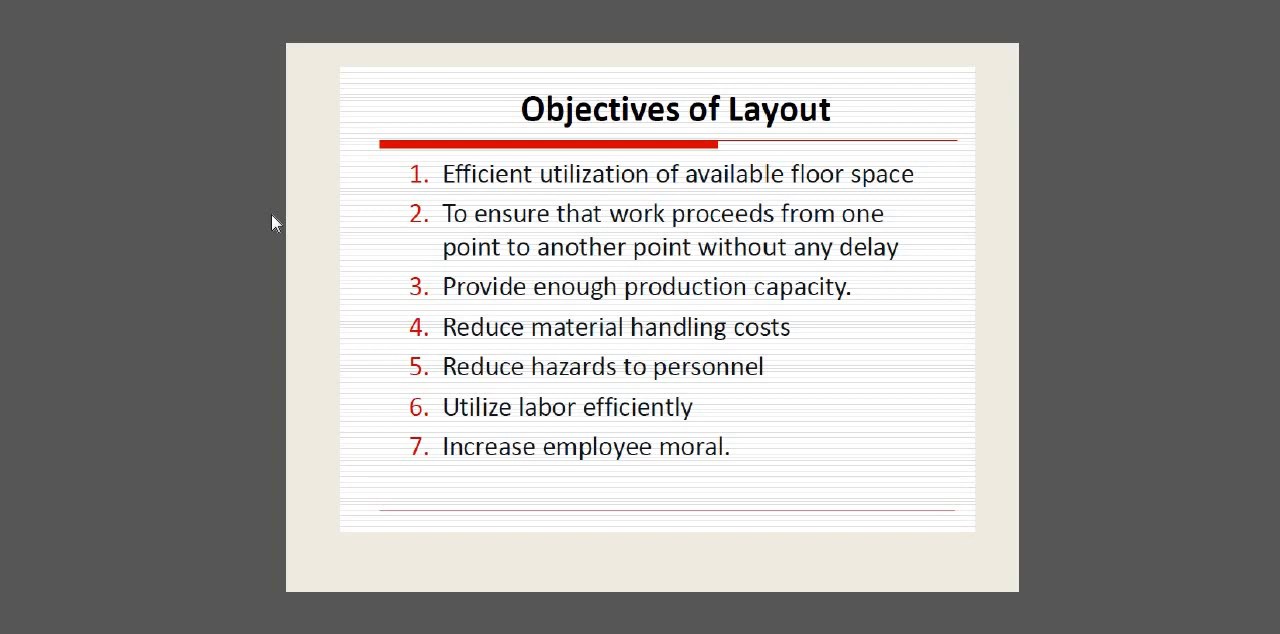 Objectives of Layout
1. Efficient utilization of available floor space
2. To ensure that work proceeds from one
point to another point without any delay
3. Provide enough production capacity.
4. Reduce material handling costs
5. Reduce hazards to personnel
6. Utilize labor efficiently
7. Increase employee moral.